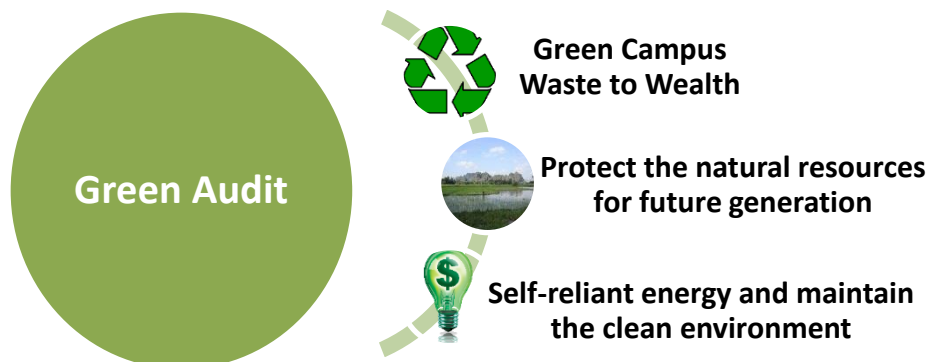 Green Audit
Green Campus
Waste to Wealth
Protect the natural resources
for future generation
$
Self-reliant energy and maintain
the clean environment